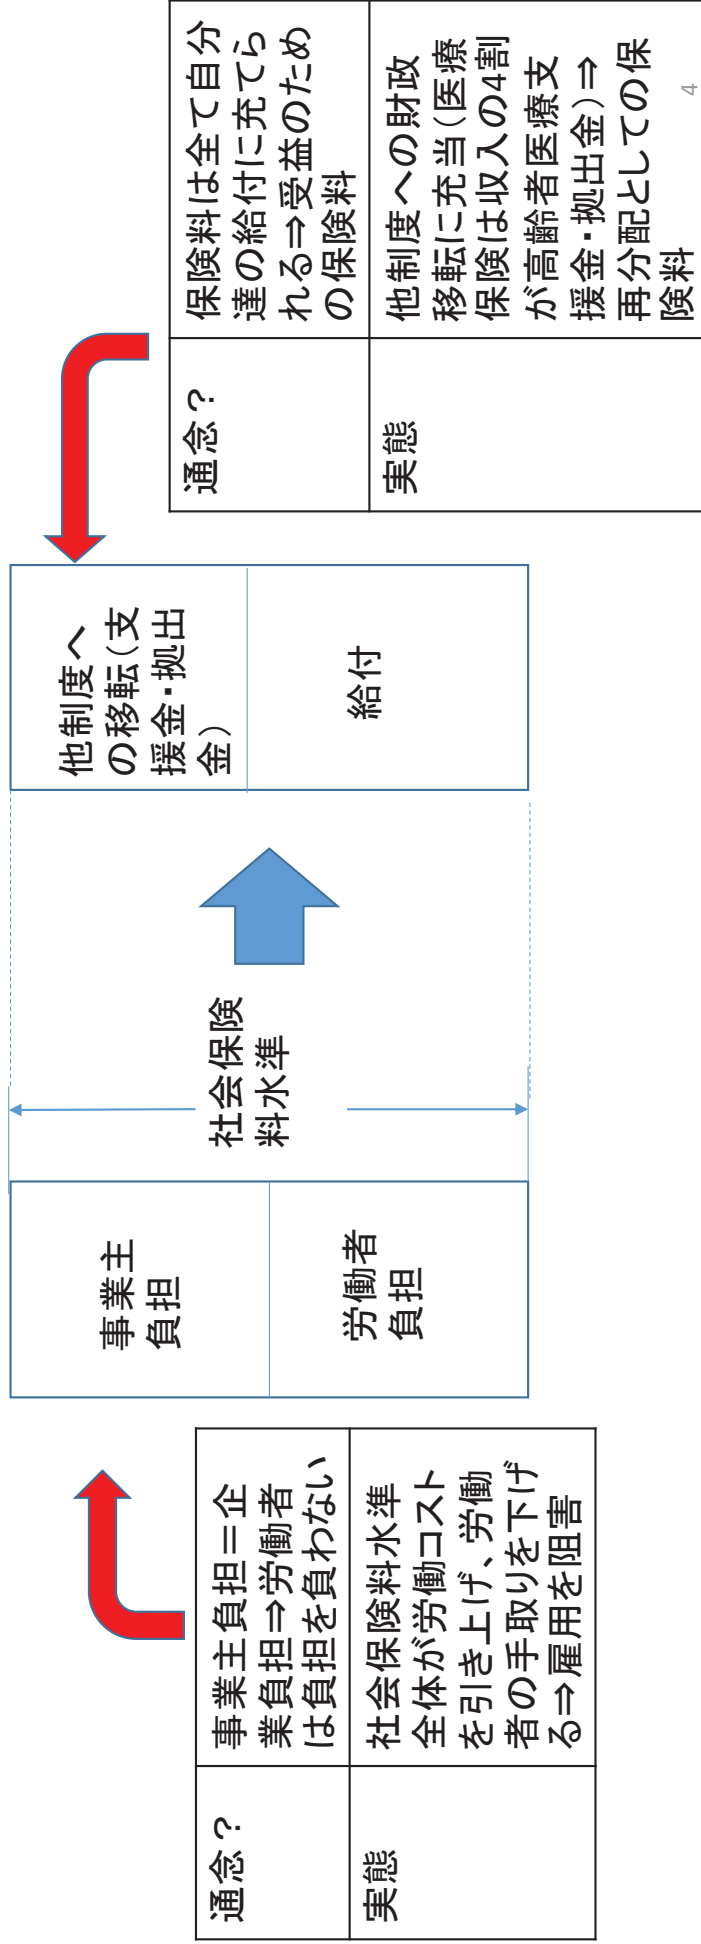 通念？
事業主負担＝企
業負担⇒労働者
は負担を負わない
実態
社会保険料水準
全体が労働コスト
を引き上げ、労働
者の手取りを下げ
る⇒雇用を阻害
事業主
負担
労働者
負担
社会保険
料水準
他制度へ
の移転（支
援金・拠出
金）
給付
通念？
保険料は全て自分
達の給付に充てら
れる⇒受益のため
の保険料
実態
他制度への財政
移転に充当（医療
保険は収入の4割
が高齢者医療支
援金・拠出金）⇒
再分配としての保
険料
4